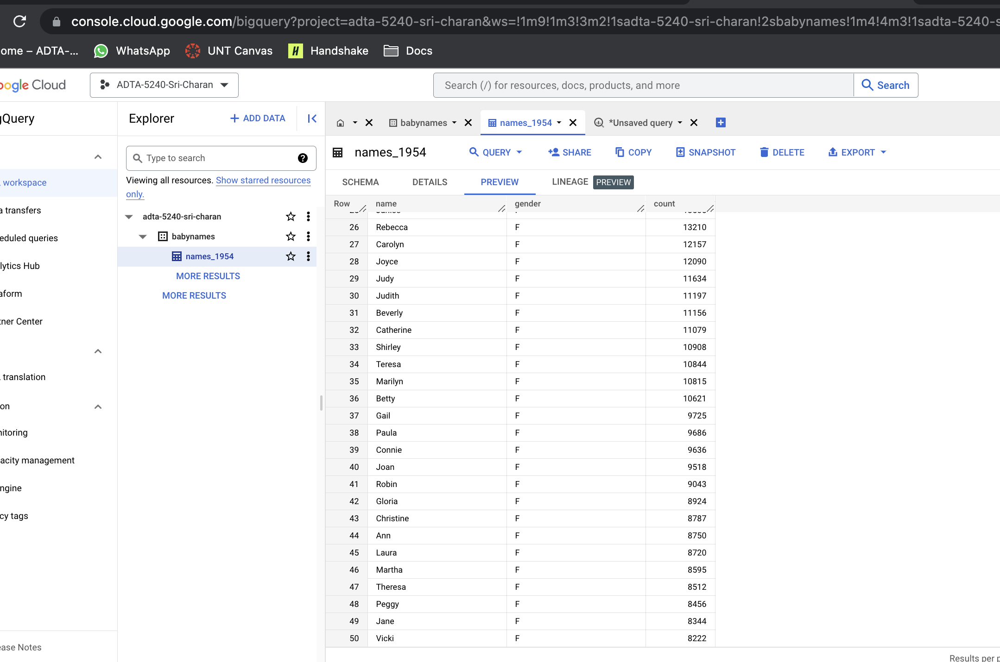 console.cloud.google.com/bigquery?project=adta-5240-sri-charan&ws=!1m9!1m3!3m2!1sadta-5240-sri-charan!2sbabynames!1m4!4m3!1sadta-5240-s
ome – ADTA-... WhatsApp UNT Canvas H Handshake Docs
ogle Cloud ADTA-5240-Sri-Charan Search (/) for resources, docs, products, and more Search
gQuery
workspace
a transfers
eduled queries
lytics Hub
aform
tner Center
translation
on
nitoring
acity management
ngine
cy tags
ease Notes
Explorer + ADD DATA
Type to search ?
Viewing all resources. Show starred resources
only.
adta-5240-sri-charan
babynames
names_1954
MORE RESULTS
MORE RESULTS
babynames names_1954 *Unsaved query
names_1954 QUERY SHARE COPY SNAPSHOT DELETE EXPORT
SCHEMA DETAILS PREVIEW LINEAGE PREVIEW
Row name gender count
26 Rebecca F 13210
27 Carolyn F 12157
28 Joyce F 12090
29 Judy F 11634
30 Judith F 11197
31 Beverly F 11156
32 Catherine F 11079
33 Shirley F 10908
34 Teresa F 10844
35 Marilyn F 10815
36 Betty F 10621
37 Gail F 9725
38 Paula F 9686
39 Connie F 9636
40 Joan F 9518
41 Robin F 9043
42 Gloria F 8924
43 Christine F 8787
44 Ann F 8750
45 Laura F 8720
46 Martha F 8595
47 Theresa F 8512
48 Peggy F 8456
49 Jane F 8344
50 Vicki F 8222
Results per p